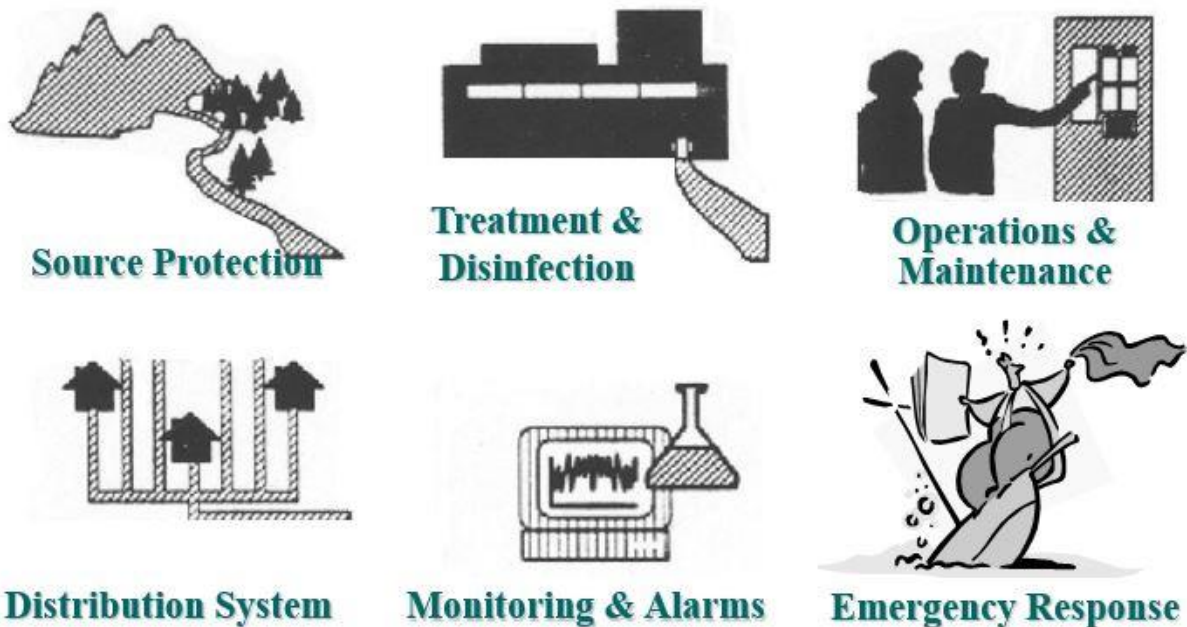 Source Protection
Treatment &
Disinfection
Operations &
Maintenance
Distribution System
Monitoring & Alarms
Emergency Response